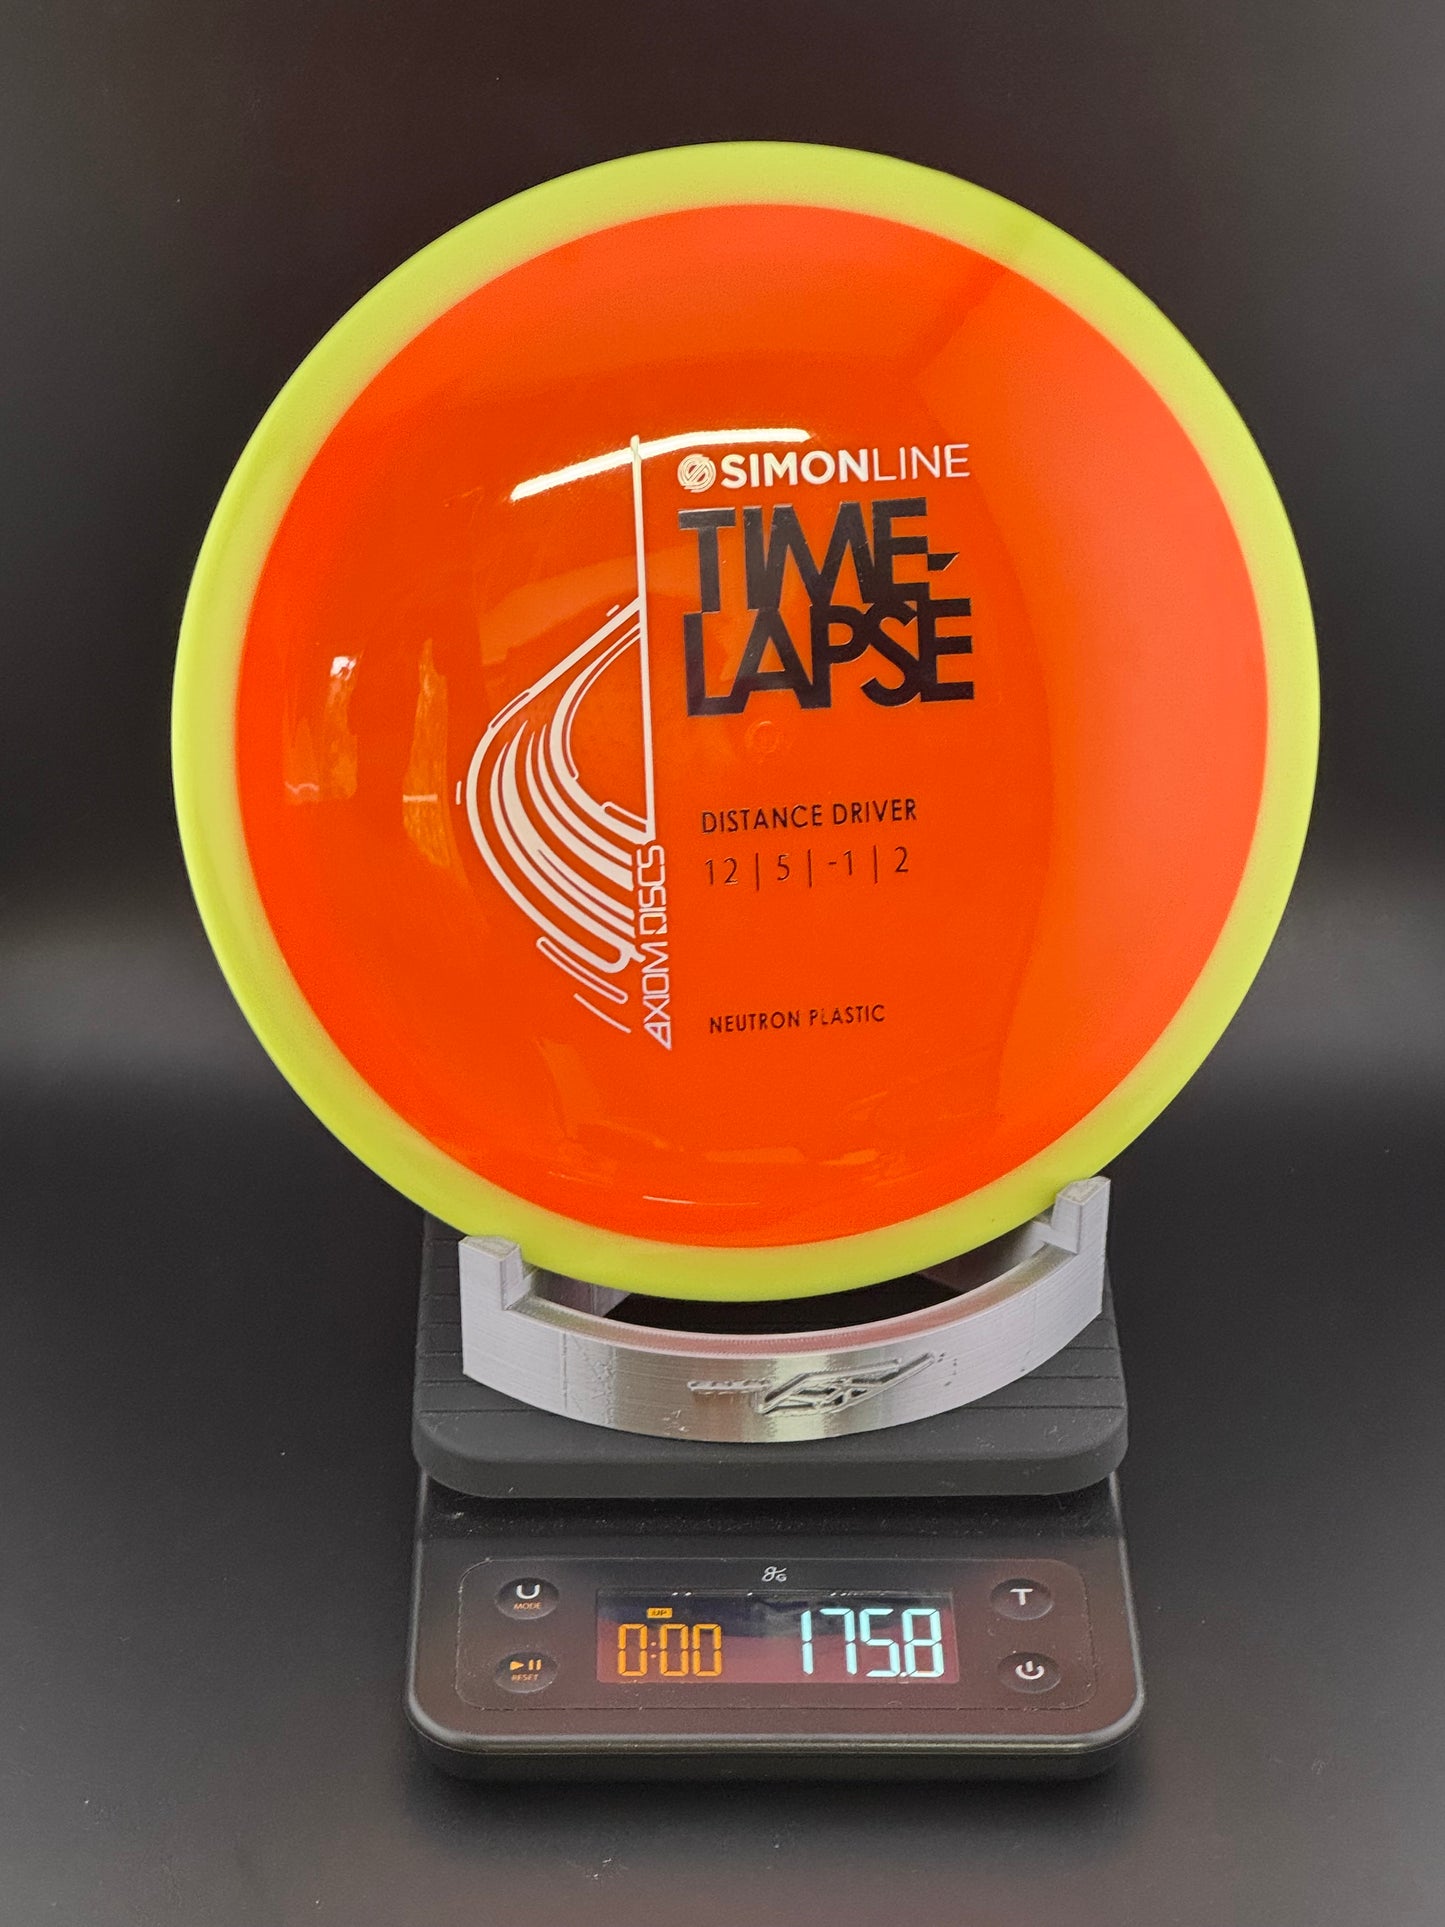 SIMONLINE
TIME-
LAPSE
DISTANCE DRIVER
12 | 5 | -1 | 2
AXIOM DISCS
NEUTRON PLASTIC
U
MODE
RESET
UP
0:00
175.8
T